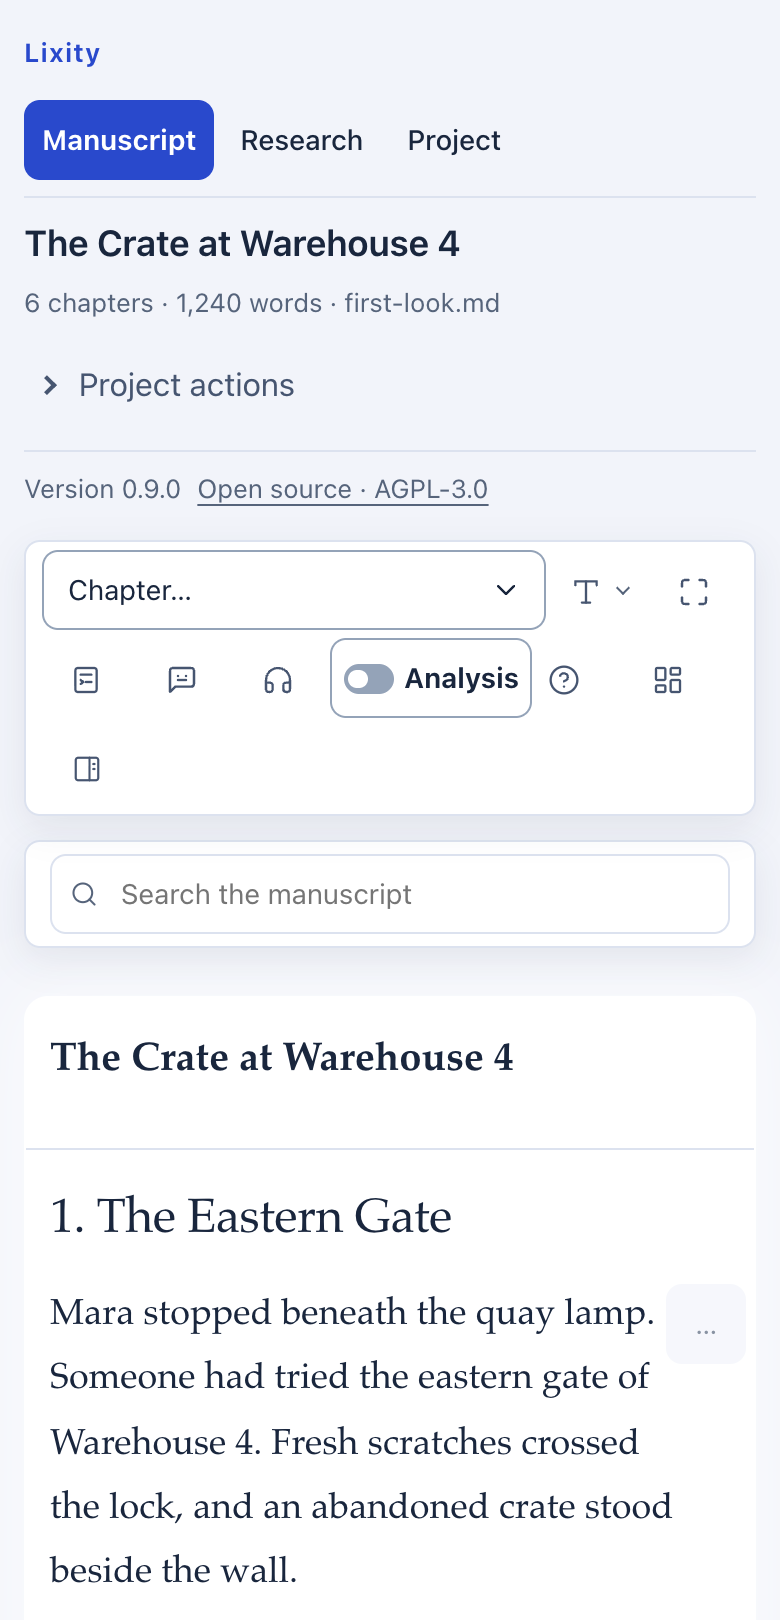 Lixity
Manuscript Research Project
The Crate at Warehouse 4
6 chapters · 1,240 words · first-look.md
Project actions
Version 0.9.0 Open source · AGPL-3.0
Chapter...
Analysis
Search the manuscript
The Crate at Warehouse 4
1. The Eastern Gate
Mara stopped beneath the quay lamp.
...
Someone had tried the eastern gate of
Warehouse 4. Fresh scratches crossed
the lock, and an abandoned crate stood
beside the wall.